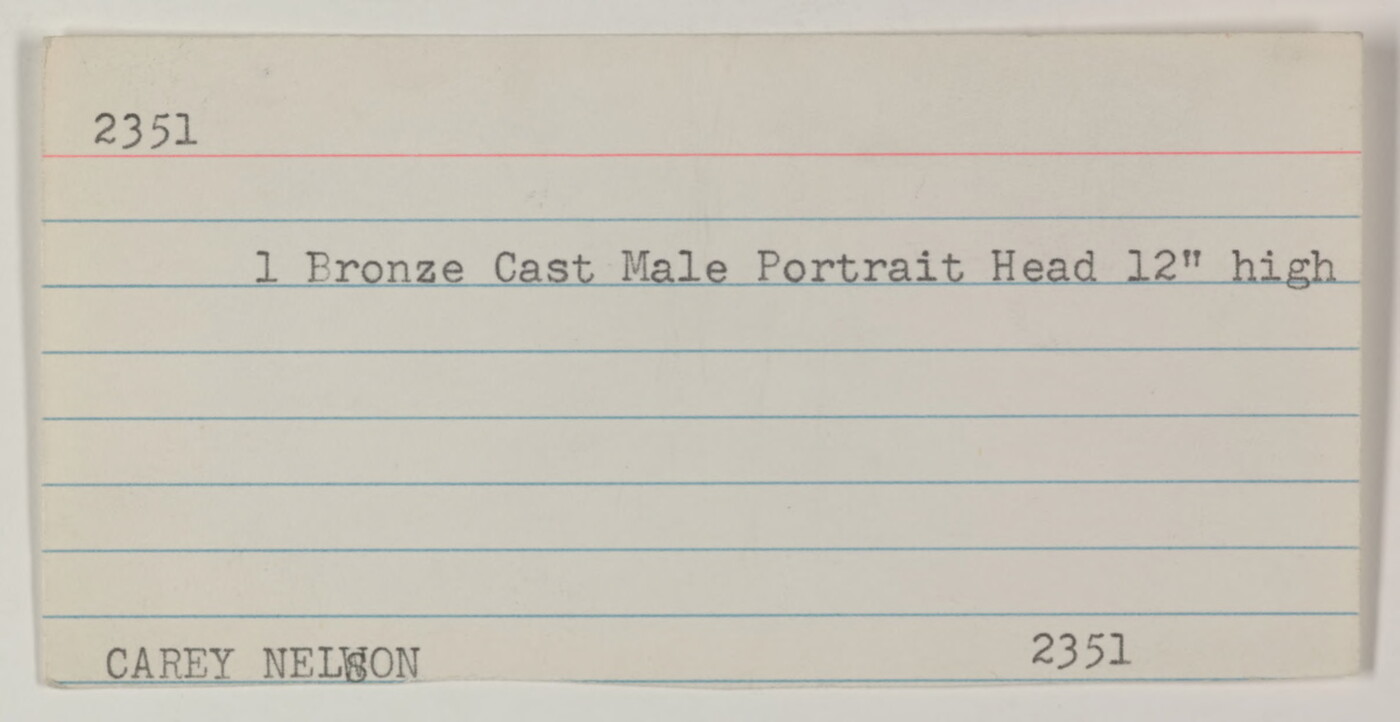 2351
1 Bronze Cast Male Portrait Head 12" high
CAREY NELSON 2351